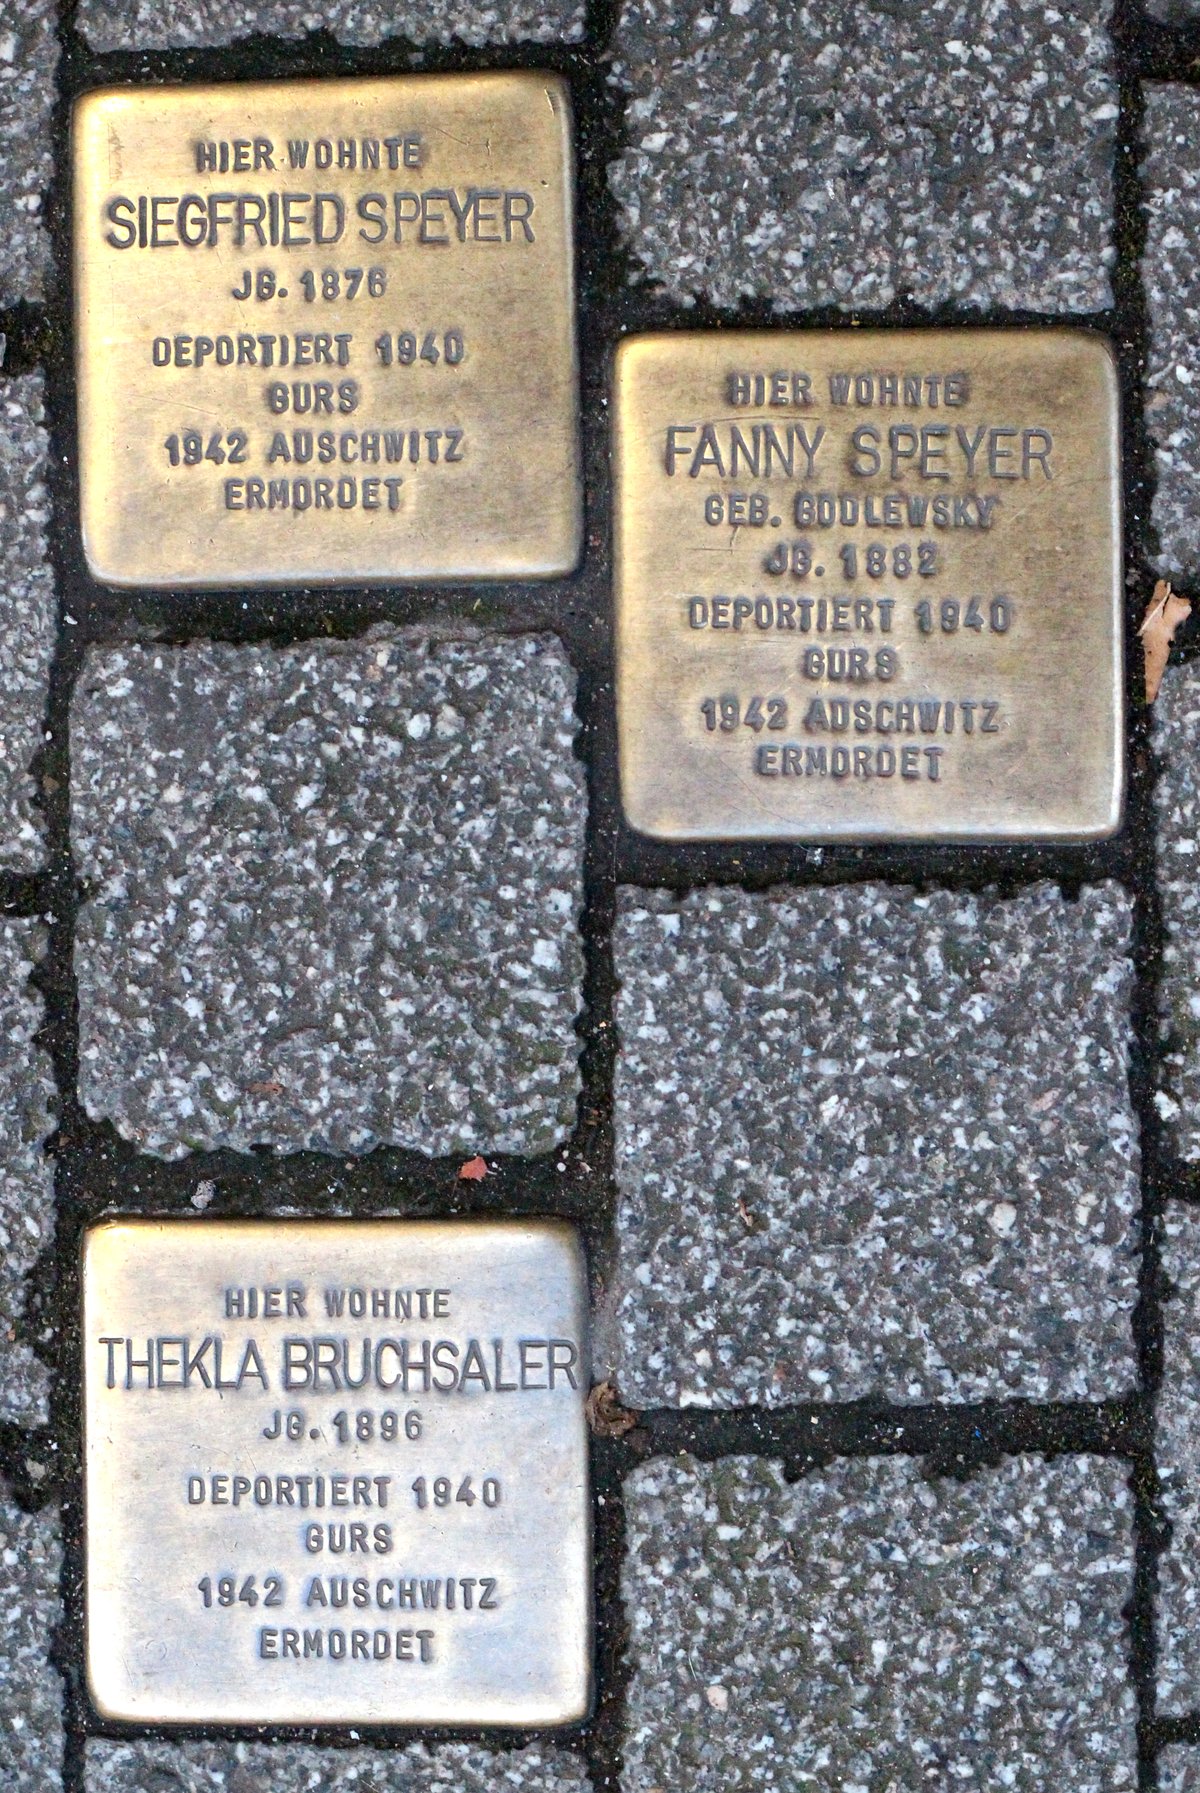 HIER WOHNTE
SIEGFRIED SPEYER
JG. 1876
DEPORTIERT 1940
GURS
1942 AUSCHWITZ
ERMORDET
HIER WOHNTE
FANNY SPEYER
GEB. GODLEWSKY
JG. 1882
DEPORTIERT 1940
GURS
1942 AUSCHWITZ
ERMORDET
HIER WOHNTE
THEKLA BRUCHSALER
JG. 1896
DEPORTIERT 1940
GURS
1942 AUSCHWITZ
ERMORDET